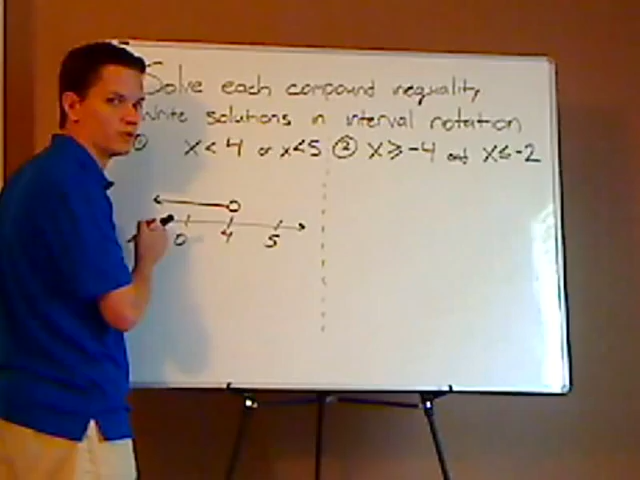 Solve each compound inequality
Write solutions in interval notation
① x < 4 or x < 5 ② x ≥ -4 and x ≤ -2
0 4 5